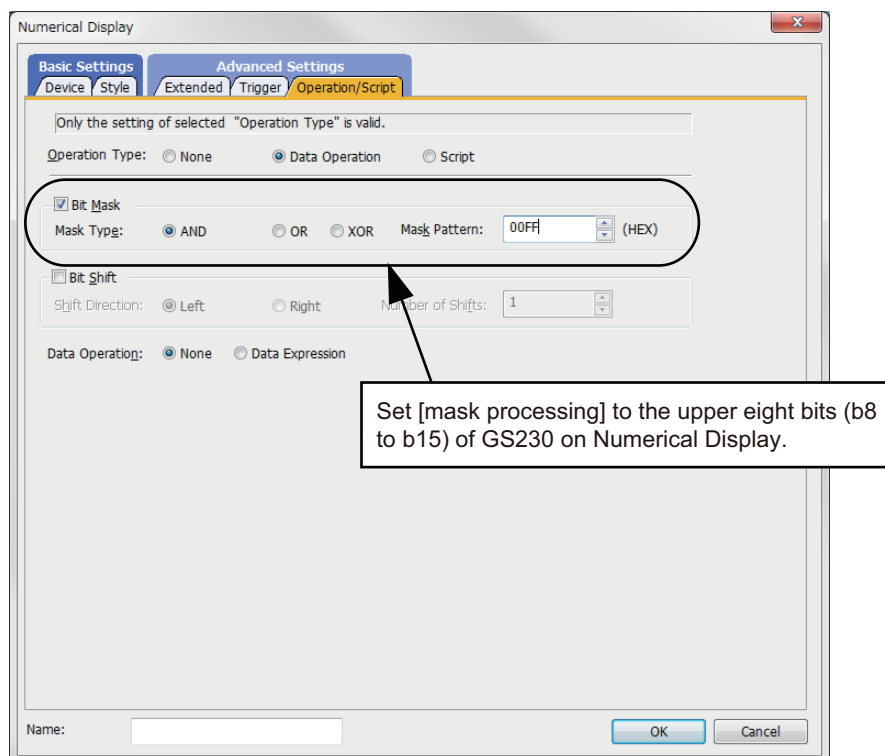 Numerical Display
Basic Settings Advanced Settings
Device Style Extended Trigger Operation/Script
Only the setting of selected "Operation Type" is valid.
Operation Type: None Data Operation Script
Bit Mask
Mask Type: AND OR XOR Mask Pattern: 00FF (HEX)
Bit Shift
Shift Direction: Left Right Number of Shifts: 1
Data Operation: None Data Expression
Set [mask processing] to the upper eight bits (b8
to b15) of GS230 on Numerical Display.
Name: OK Cancel